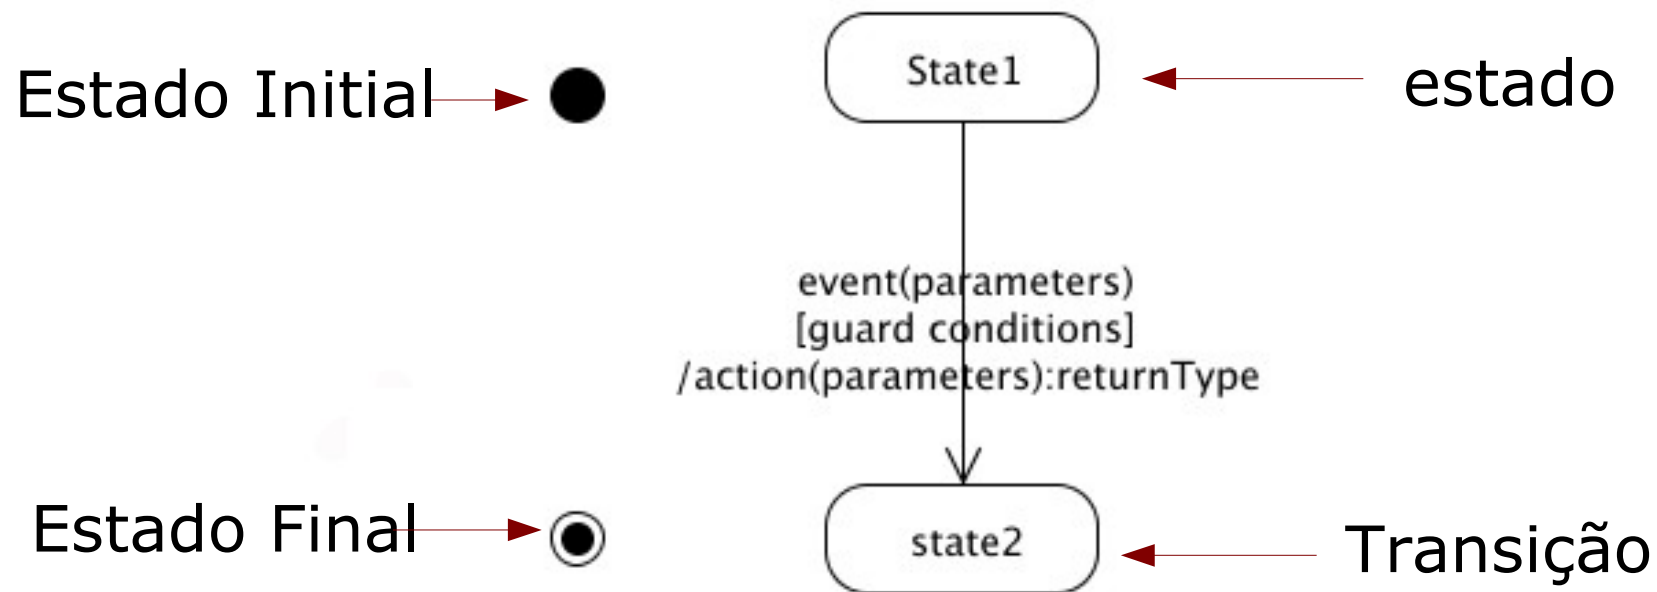 Estado Initial
State1
estado
event(parameters)
[guard conditions]
/action(parameters):returnType
Estado Final
state2
Transição